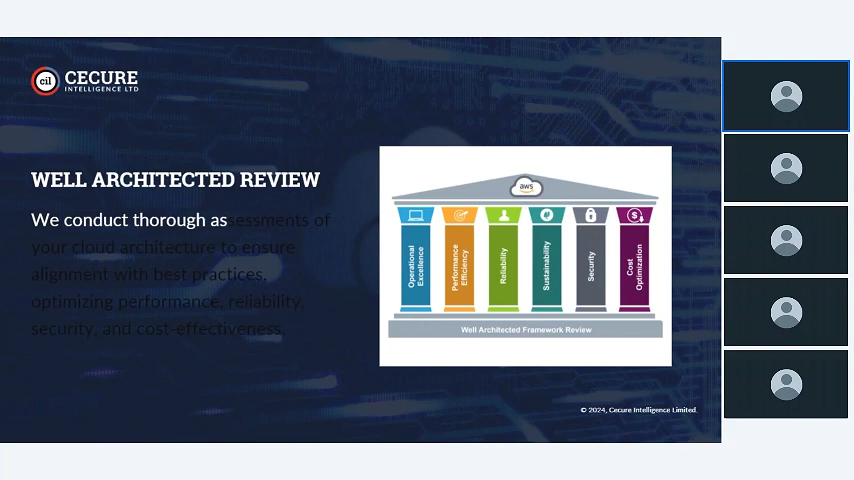 cil CECURE
INTELLIGENCE LTD
WELL ARCHITECTED REVIEW
We conduct thorough assessments of
your cloud architecture to ensure
alignment with best practices,
optimizing performance, reliability,
security, and cost-effectiveness.
aws
Operational
Excellence
Performance
Efficiency
Reliability
Sustainability
Security
Cost
Optimization
Well Architected Framework Review
© 2024, Cecure Intelligence Limited.